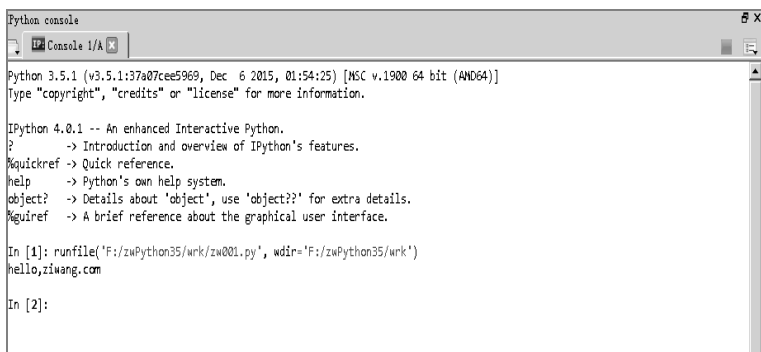 Python console
IP: Console 1/A
Python 3.5.1 (v3.5.1:37a07cee5969, Dec  6 2015, 01:54:25) [MSC v.1900 64 bit (AMD64)]
Type "copyright", "credits" or "license" for more information.
IPython 4.0.1 -- An enhanced Interactive Python.
?         -> Introduction and overview of IPython's features.
%quickref -> Quick reference.
help      -> Python's own help system.
object?   -> Details about 'object', use 'object??' for extra details.
%guiref   -> A brief reference about the graphical user interface.
In [1]: runfile('F:/zwPython35/wrk/zw001.py', wdir='F:/zwPython35/wrk')
hello,ziwang.com
In [2]: